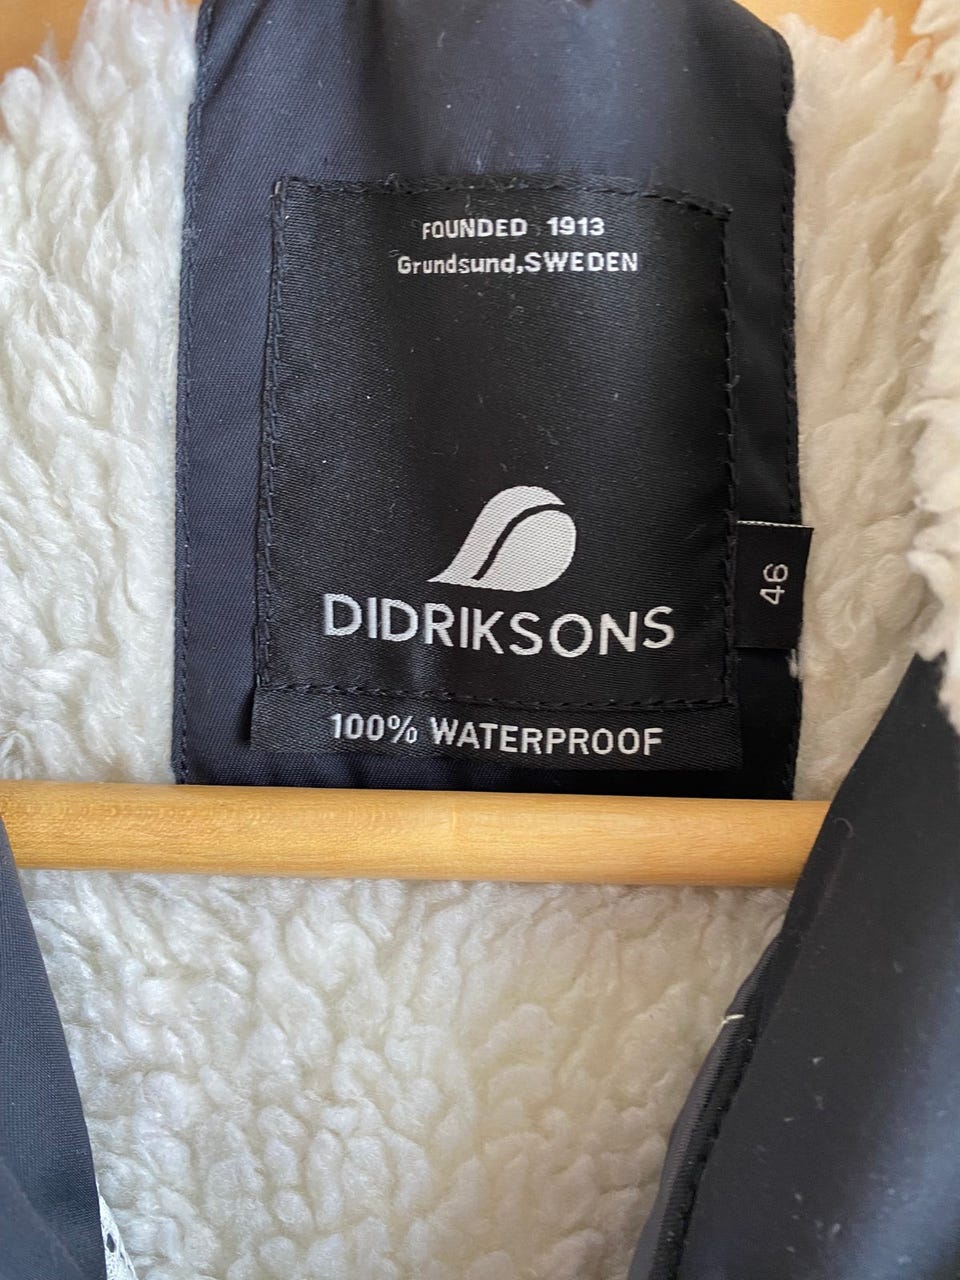 FOUNDED 1913
Grundsund,SWEDEN
DIDRIKSONS
46
100% WATERPROOF